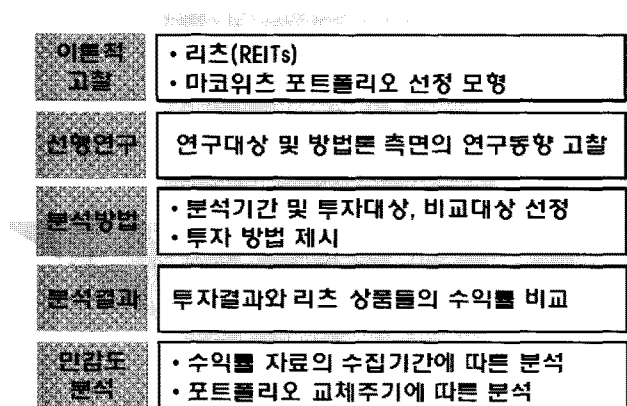 이론적
고찰
• 리츠(REITs)
• 마코위츠 포트폴리오 선정 모형
선행연구
연구대상 및 방법론 측면의 연구동향 고찰
분석방법
• 분석기간 및 투자대상, 비교대상 선정
• 투자 방법 제시
분석결과
투자결과와 리츠 상품들의 수익률 비교
민감도
분석
• 수익률 자료의 수집기간에 따른 분석
• 포트폴리오 교체주기에 따른 분석